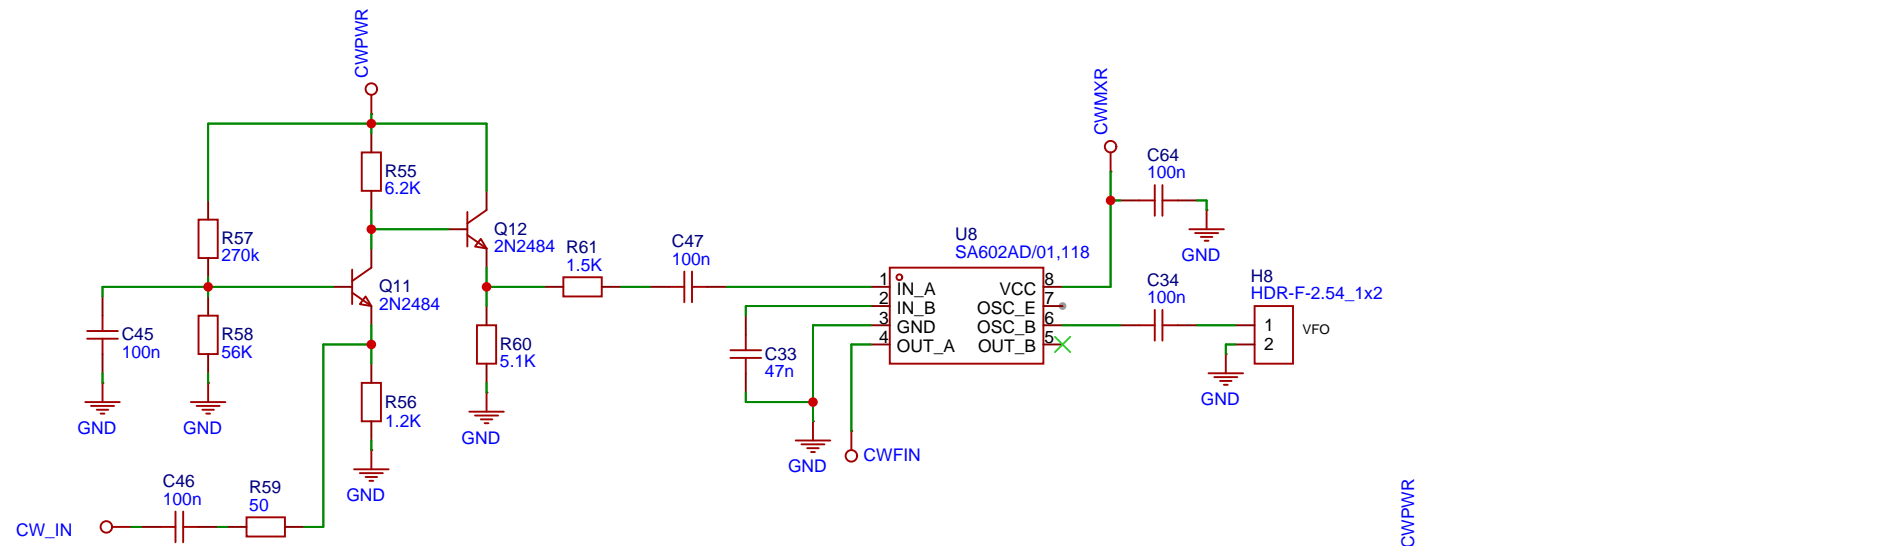 CWPWR
R55
6.2K
R57
270k
Q12
2N2484
Q11
2N2484
C45
100n
R58
56K
GND
GND
R56
1.2K
GND
C46
100n
R59
50
CW_IN
R60
5.1K
GND
R61
1.5K
C47
100n
C33
47n
GND
CWFIN
U8
SA602AD/01,118
1
IN_A
2
IN_B
3
GND
4
OUT_A
8
VCC
7
OSC_E
6
OSC_B
5
OUT_B
CWMXR
C64
100n
GND
C34
100n
H8
HDR-F-2.54_1x2
1
2
VFO
GND
CWPWR